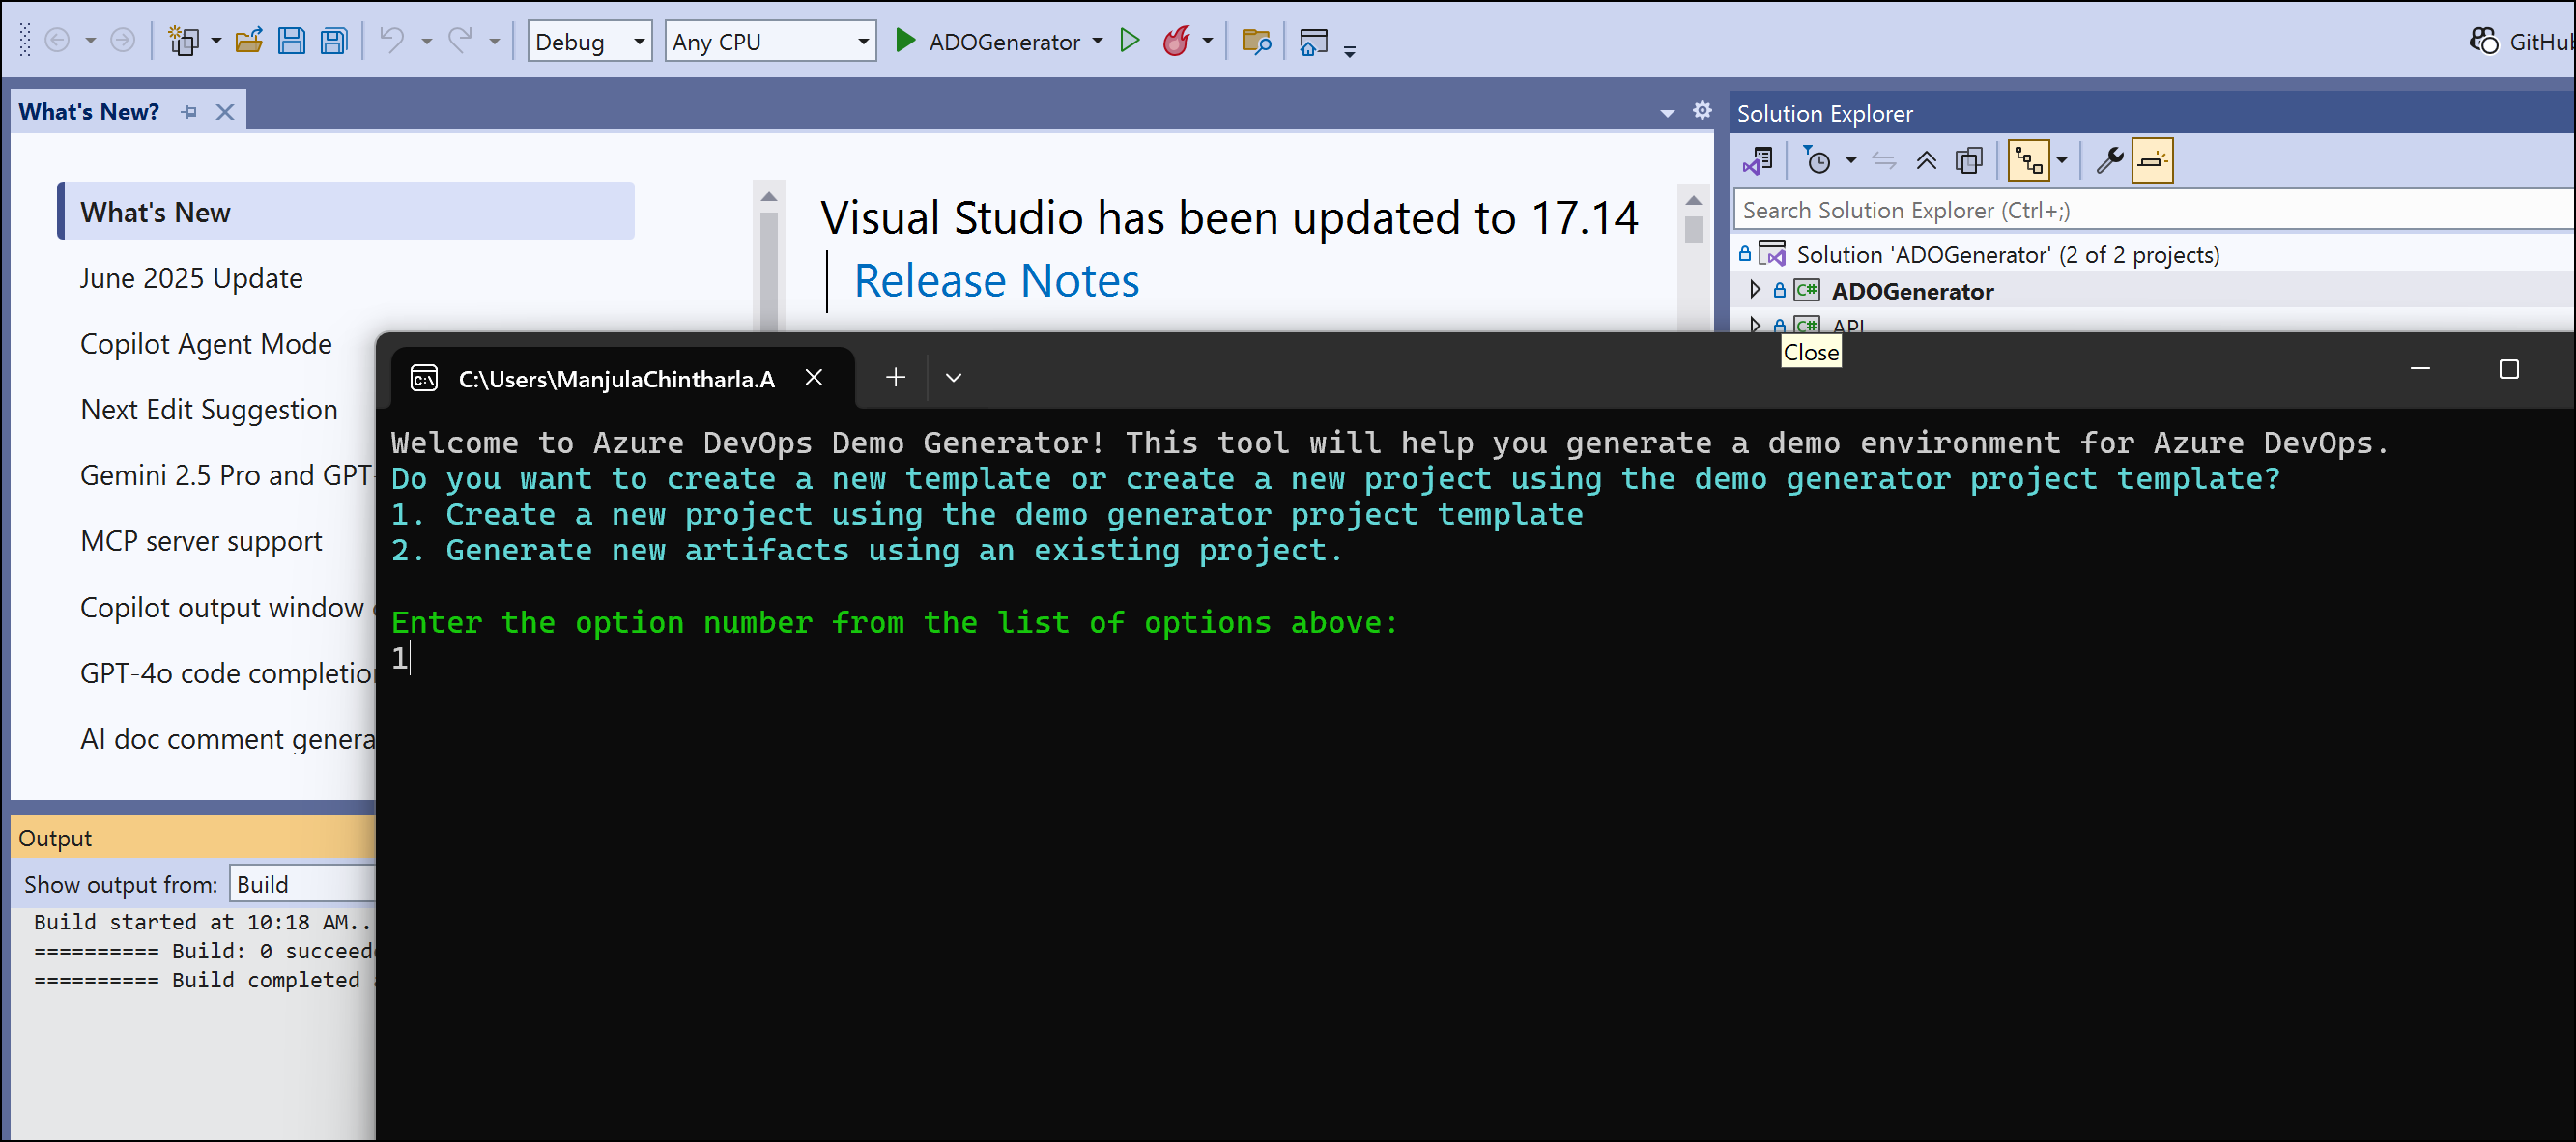 Debug
Any CPU
ADOGenerator
What's New?
Solution Explorer
What's New
Visual Studio has been updated to 17.14
Search Solution Explorer (Ctrl+;)
June 2025 Update
Release Notes
Solution 'ADOGenerator' (2 of 2 projects)
ADOGenerator
API
Close
Copilot Agent Mode
Next Edit Suggestion
Gemini 2.5 Pro and GPT-
MCP server support
Copilot output window
GPT-4o code completion
AI doc comment genera
C:\Users\ManjulaChintharla.A
Welcome to Azure DevOps Demo Generator! This tool will help you generate a demo environment for Azure DevOps.
Do you want to create a new template or create a new project using the demo generator project template?
1. Create a new project using the demo generator project template
2. Generate new artifacts using an existing project.
Enter the option number from the list of options above:
1
Output
Show output from: Build
Build started at 10:18 AM..
========== Build: 0 succeede
========== Build completed